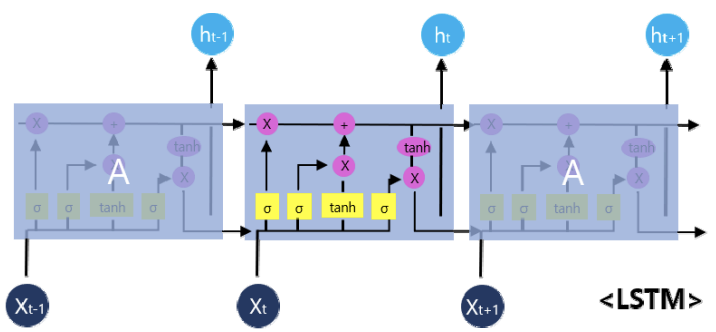 ht-1 ht ht+1
X + tanh X A X σ σ tanh σ
X + tanh X X σ σ tanh σ
X + tanh X A X σ σ tanh σ
Xt-1 Xt Xt+1
<LSTM>